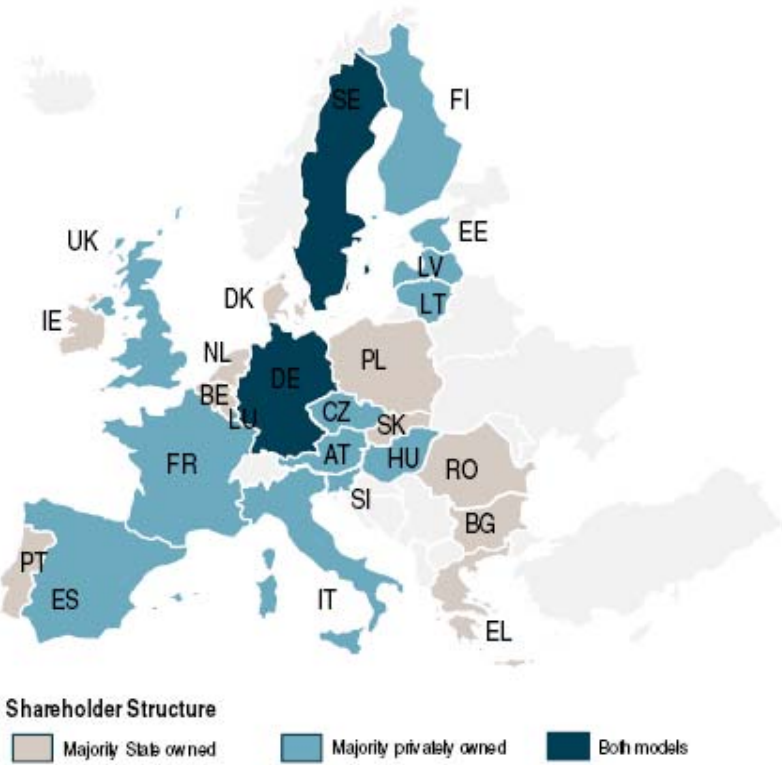 SE
FI
UK
EE
LV
DK
LT
IE
NL
PL
DE
BE
CZ
LU
SK
AT
HU
FR
RO
SI
BG
PT
ES
IT
EL
Shareholder Structure
Majority State owned
Majority privately owned
Both models